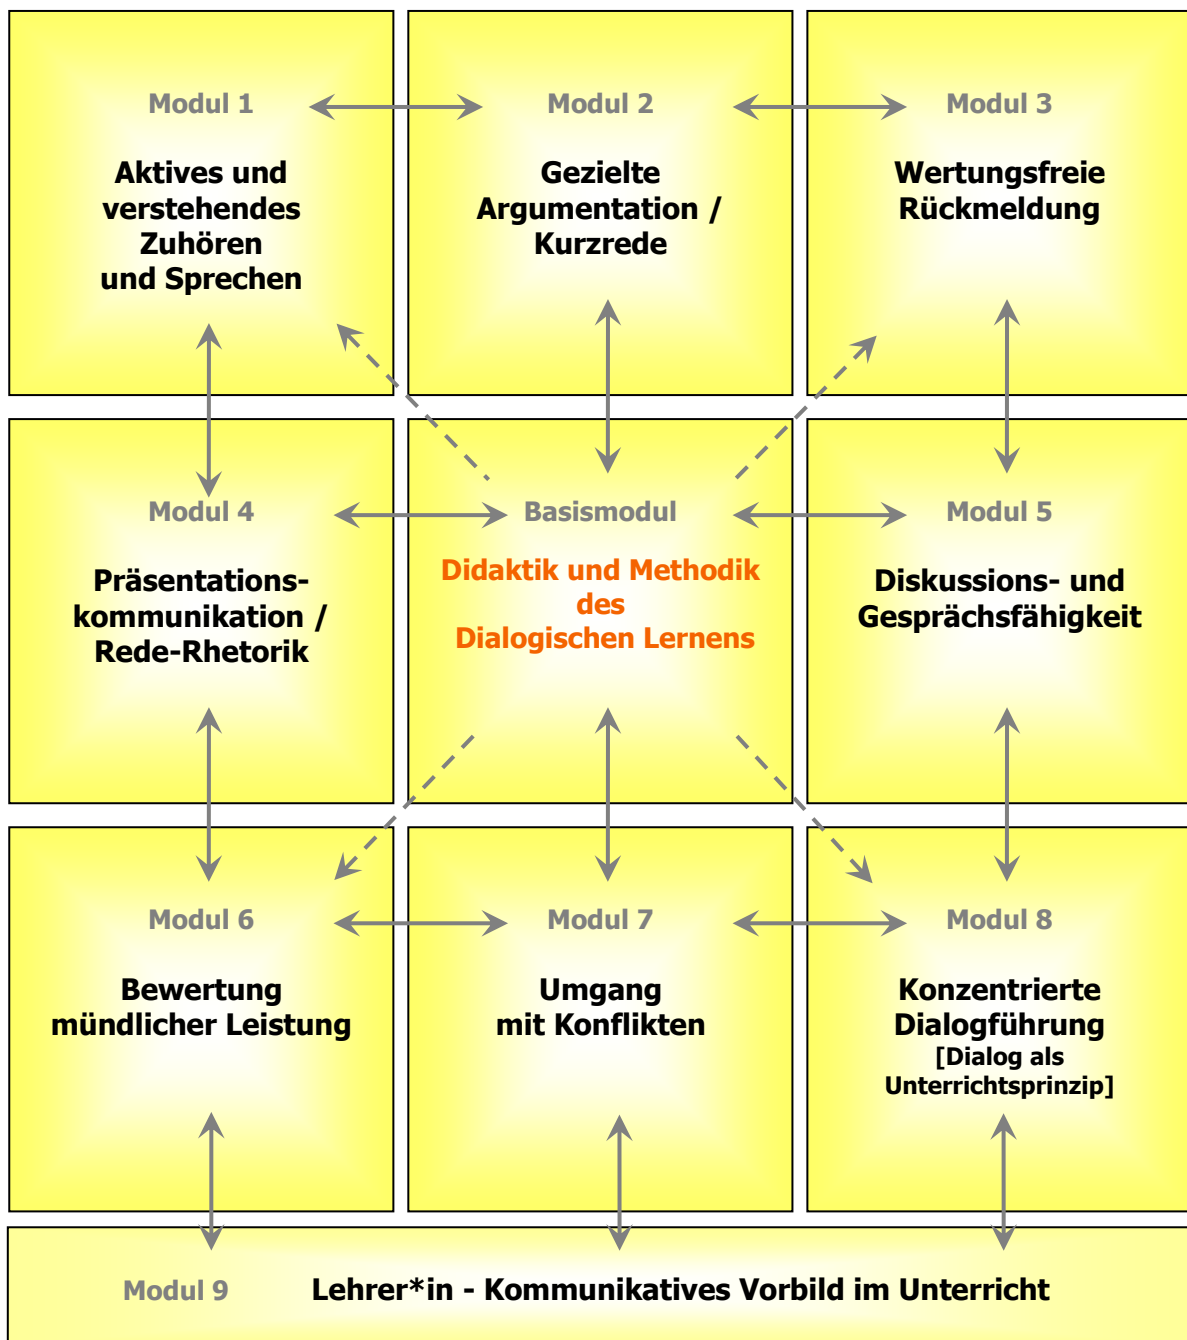 Modul 1
Aktives und
verstehendes
Zuhören
und Sprechen
Modul 2
Gezielte
Argumentation /
Kurzrede
Modul 3
Wertungsfreie
Rückmeldung
Modul 4
Präsentations-
kommunikation /
Rede-Rhetorik
Basismodul
Didaktik und Methodik
des
Dialogischen Lernens
Modul 5
Diskussions- und
Gesprächsfähigkeit
Modul 6
Bewertung
mündlicher Leistung
Modul 7
Umgang
mit Konflikten
Modul 8
Konzentrierte
Dialogführung
[Dialog als
Unterrichtsprinzip]
Modul 9 Lehrer*in - Kommunikatives Vorbild im Unterricht